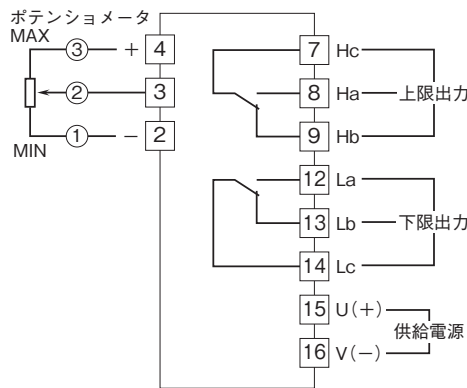 ポテンショメータ
MAX
③ + 4
② 3
① − 2
MIN
7 Hc
8 Ha 上限出力
9 Hb
12 La
13 Lb 下限出力
14 Lc
15 U(+)
供給電源
16 V(−)